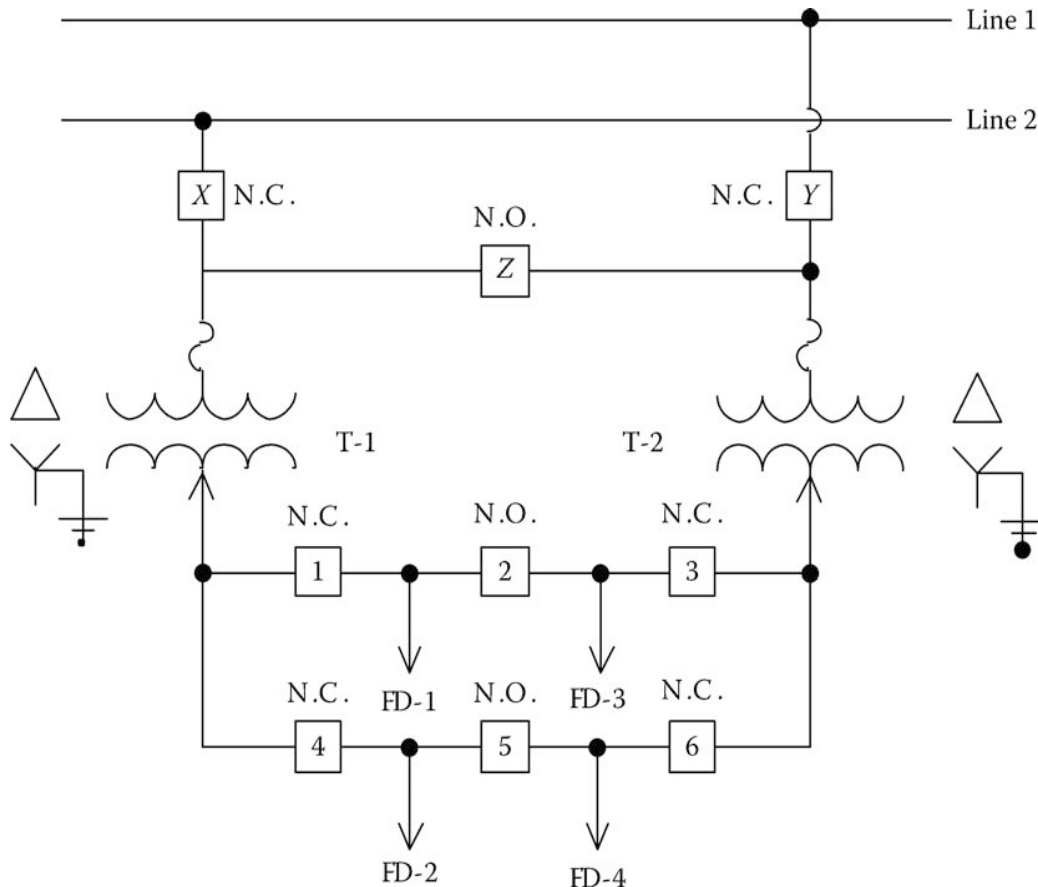 Line 1
Line 2
X N.C.
N.C. Y
N.O.
Z
T-1
T-2
N.C.
N.O.
N.C.
1
2
3
FD-1
FD-3
N.C.
N.O.
N.C.
4
5
6
FD-2
FD-4